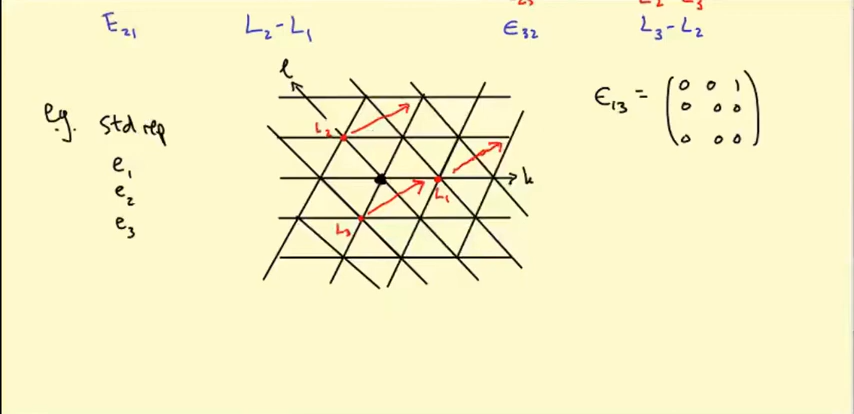 E₂₁ L₂-L₁ E₃₂ L₃-L₂
l
e.g. Std rep
E₁₃ = ( 0 0 1
0 0 0
0 0 0 )
L₂
e₁
k
e₂
L₁
e₃
L₃